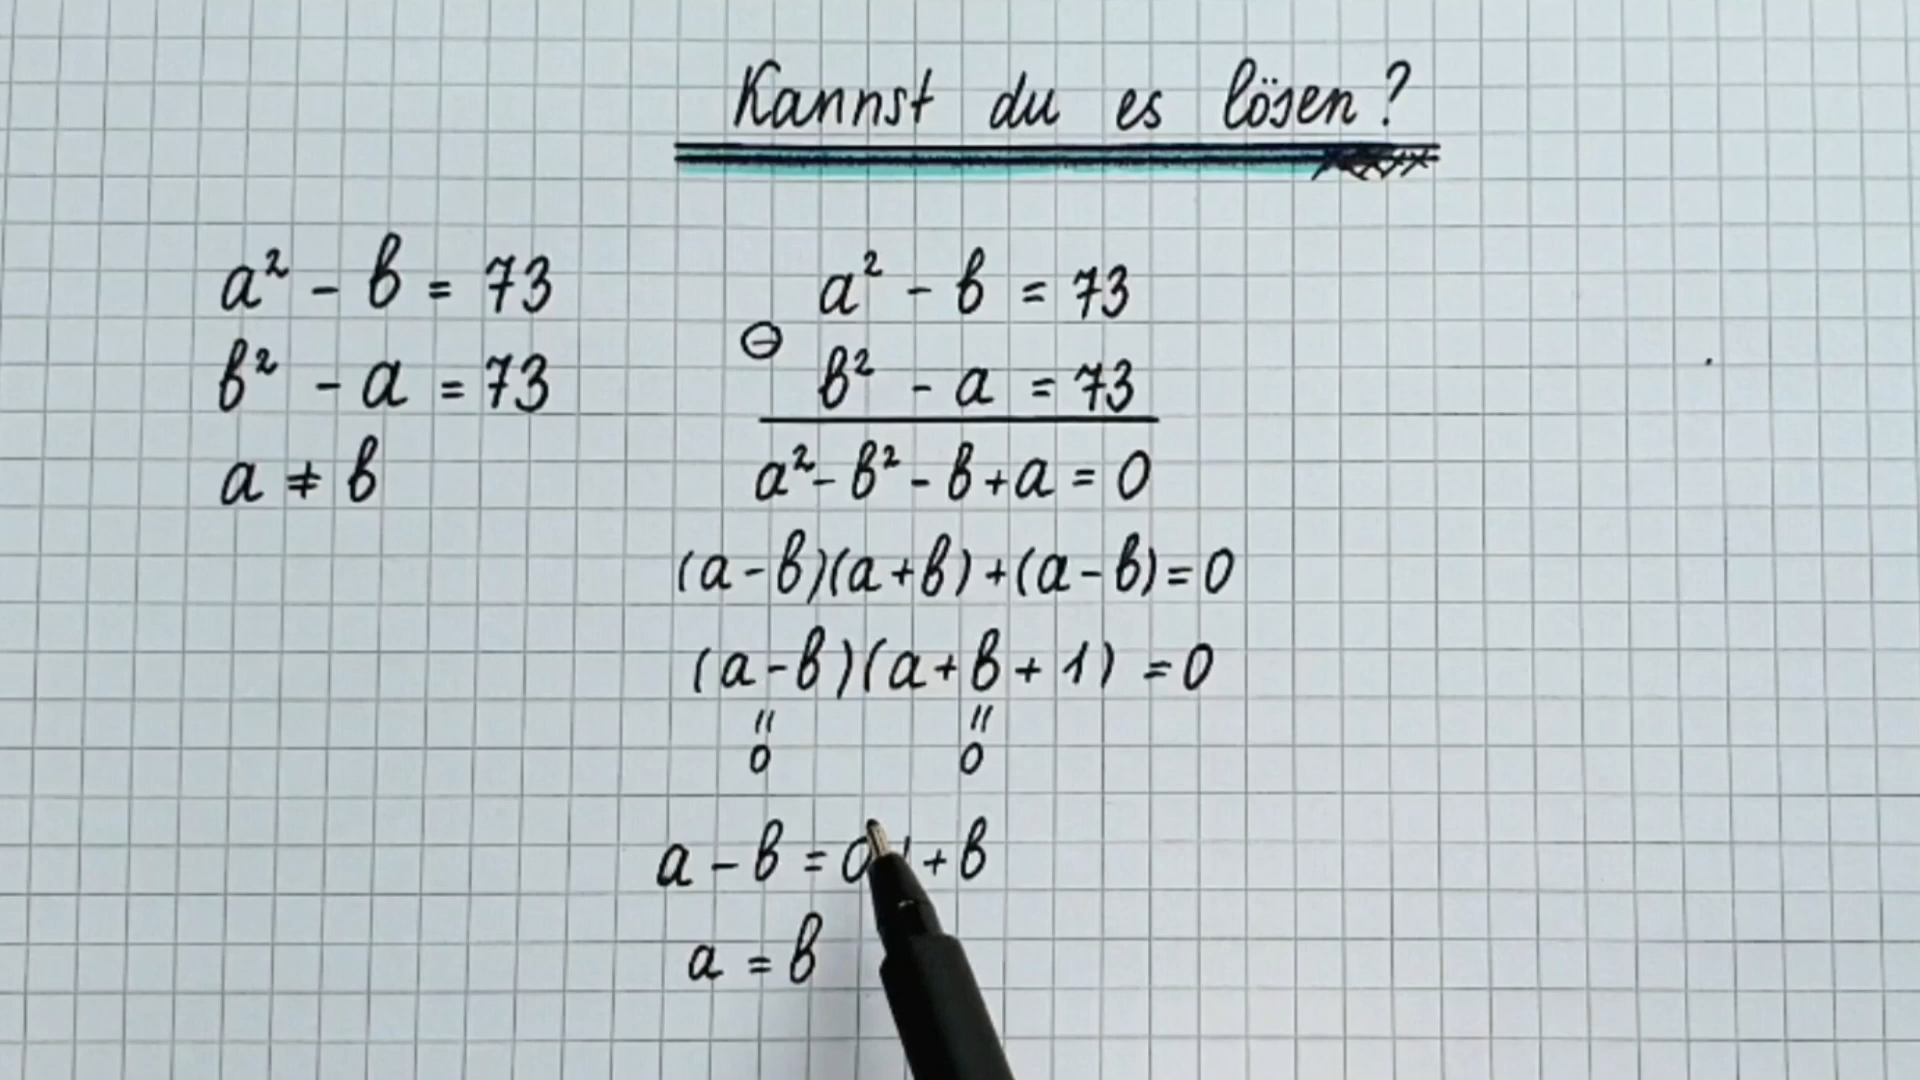 Kannst du es lösen?
a² - b = 73
b² - a = 73
a ≠ b
a² - b = 73
⊖
b² - a = 73
a² - b² - b + a = 0
(a - b)(a + b) + (a - b) = 0
(a - b)(a + b + 1) = 0
" "
0 0
a - b = 0 + b
a = b